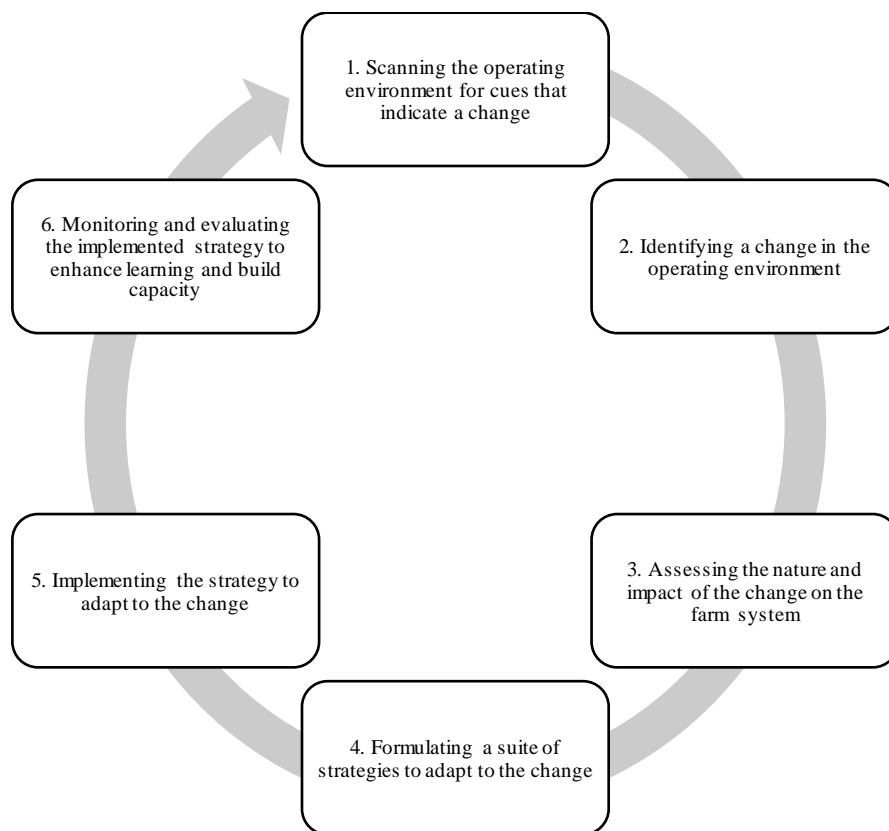 1. Scanning the operating
environment for cues that
indicate a change
2. Identifying a change in the
operating environment
3. Assessing the nature and
impact of the change on the
farm system
4. Formulating a suite of
strategies to adapt to the change
5. Implementing the strategy to
adapt to the change
6. Monitoring and evaluating
the implemented strategy to
enhance learning and build
capacity